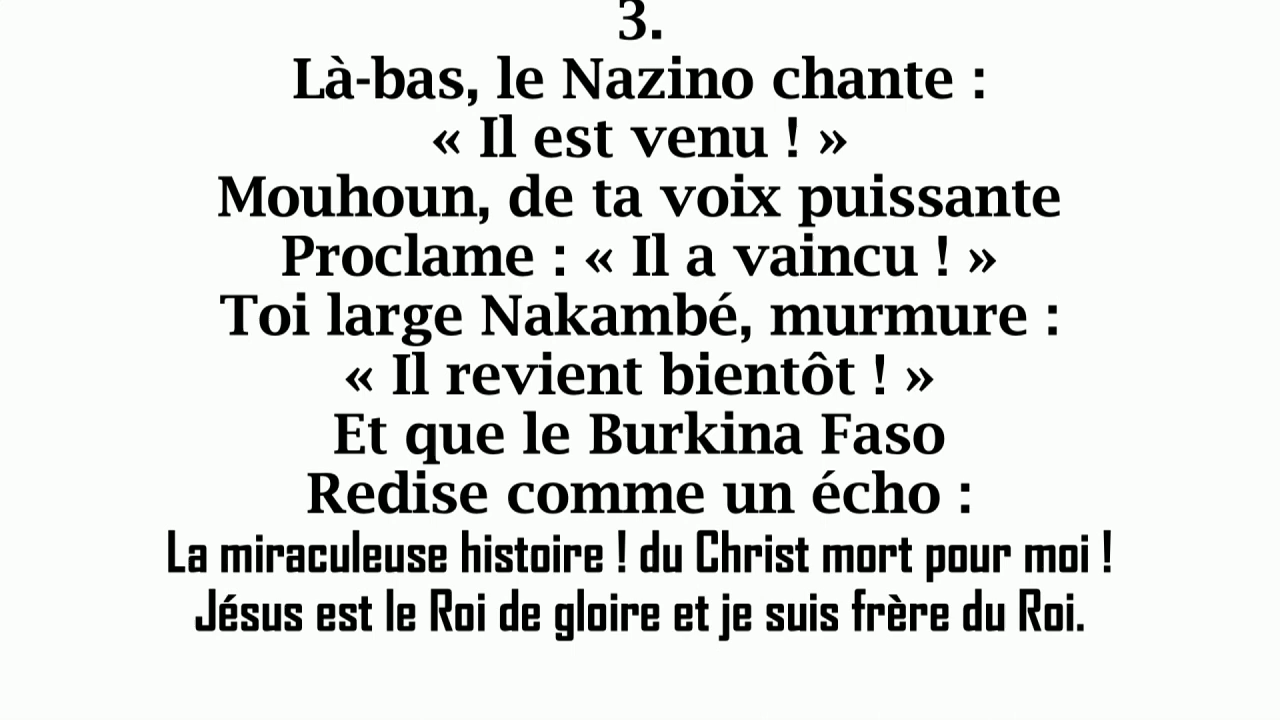 3.
Là-bas, le Nazino chante :
« Il est venu ! »
Mouhoun, de ta voix puissante
Proclame : « Il a vaincu ! »
Toi large Nakambé, murmure :
« Il revient bientôt ! »
Et que le Burkina Faso
Redise comme un écho :
La miraculeuse histoire ! du Christ mort pour moi !
Jésus est le Roi de gloire et je suis frère du Roi.